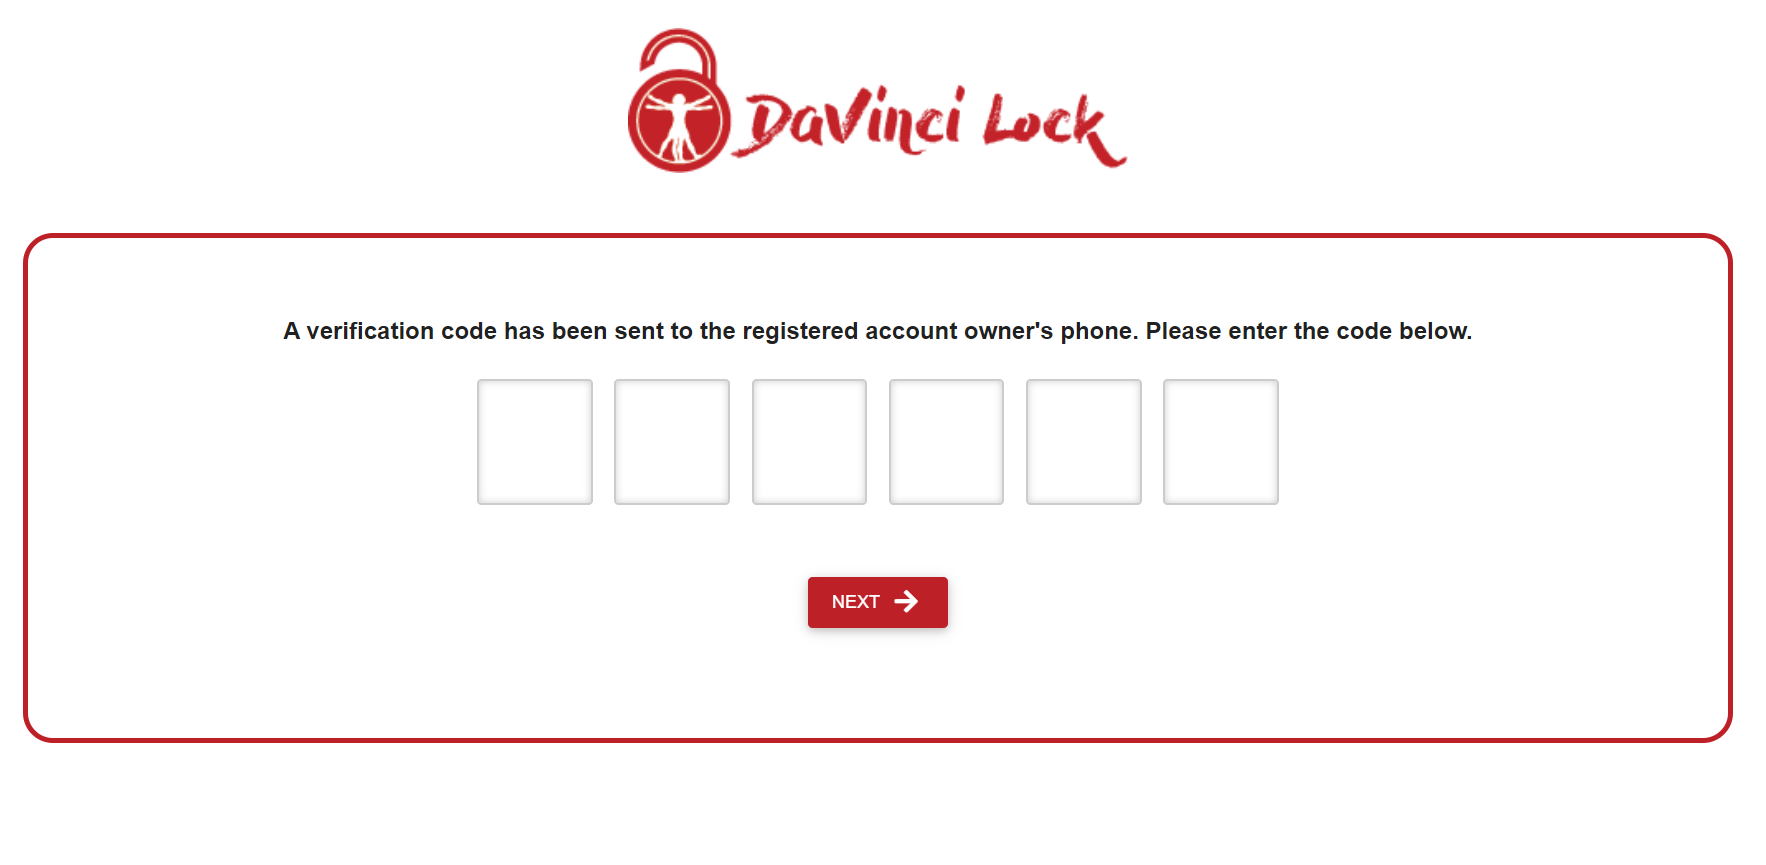 DaVinci Lock
A verification code has been sent to the registered account owner's phone. Please enter the code below.
NEXT